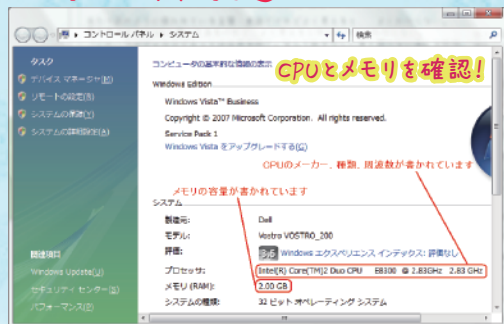 コントロール パネル ▸ システム
検索
タスク
デバイス マネージャ(M)
リモートの設定(R)
システムの保護(Y)
システムの詳細設定(A)
コンピュータの基本的な情報の表示
CPUとメモリを確認!
Windows Edition
Windows Vista™ Business
Copyright © 2007 Microsoft Corporation. All rights reserved.
Service Pack 1
Windows Vista をアップグレードする(G)
CPUのメーカー、種類、周波数が書かれています
メモリの容量が書かれています
システム
製造元: Dell
モデル: Vostro VOSTRO_200
評価: 3.6 Windows エクスペリエンス インデックス: 評価なし
プロセッサ: Intel(R) Core(TM)2 Duo CPU E8300 @ 2.83GHz 2.83 GHz
メモリ (RAM): 2.00 GB
システムの種類: 32 ビット オペレーティング システム
関連項目
Windows Update(U)
セキュリティ センター(S)
パフォーマンス(E)